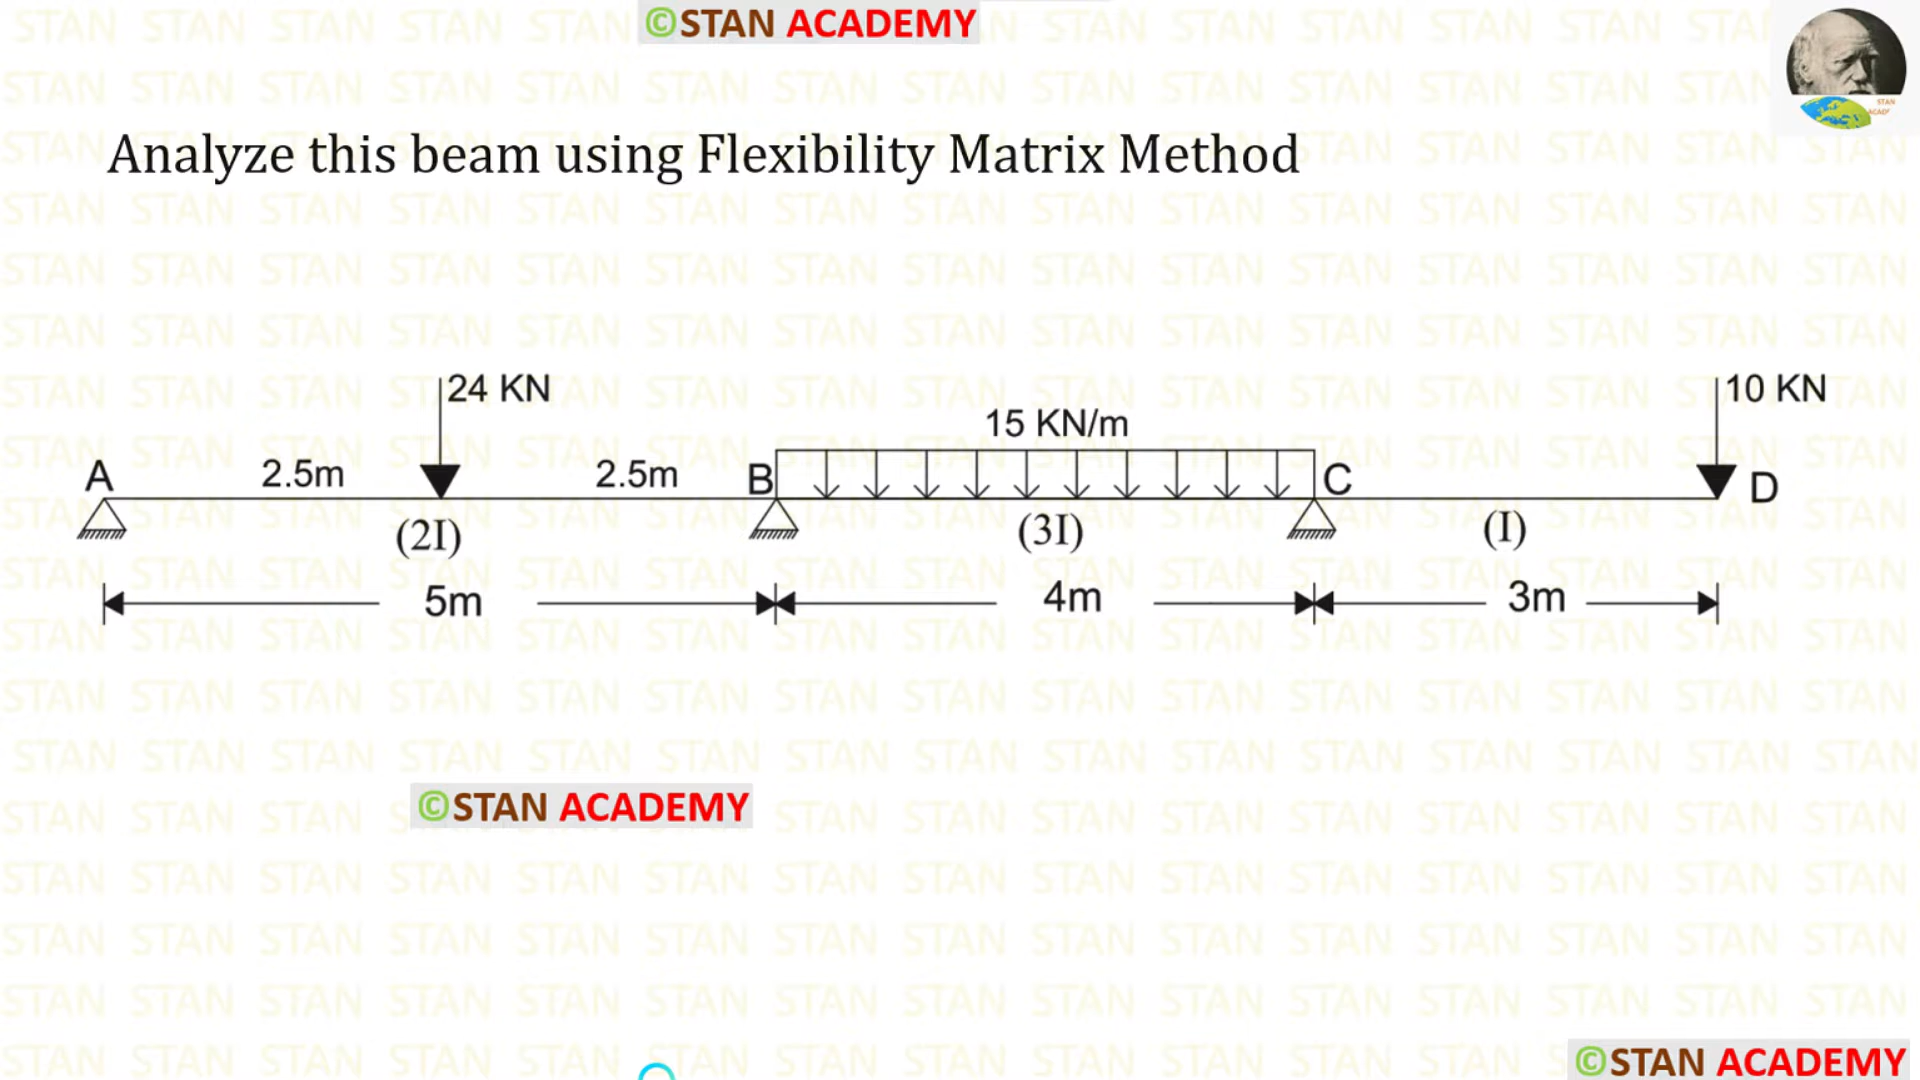 ©STAN ACADEMY
Analyze this beam using Flexibility Matrix Method
24 KN
10 KN
15 KN/m
A 2.5m 2.5m B C D
(2I) (3I) (I)
5m 4m 3m
©STAN ACADEMY
©STAN ACADEMY